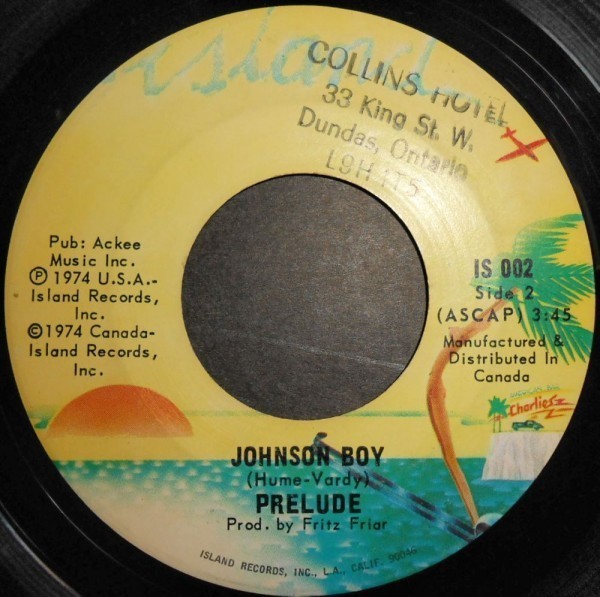 Island
COLLINS HOTEL
33 King St. W.
Dundas, Ontario
L9H 1T5
Pub: Ackee
Music Inc.
Ⓟ 1974 U.S.A.-
Island Records,
Inc.
©1974 Canada-
Island Records,
Inc.
IS 002
Side 2
(ASCAP) 3:45
Manufactured &
Distributed In
Canada
Charlies
JOHNSON BOY
(Hume-Vardy)
PRELUDE
Prod. by Fritz Friar
ISLAND RECORDS, INC., L.A., CALIF. 90046